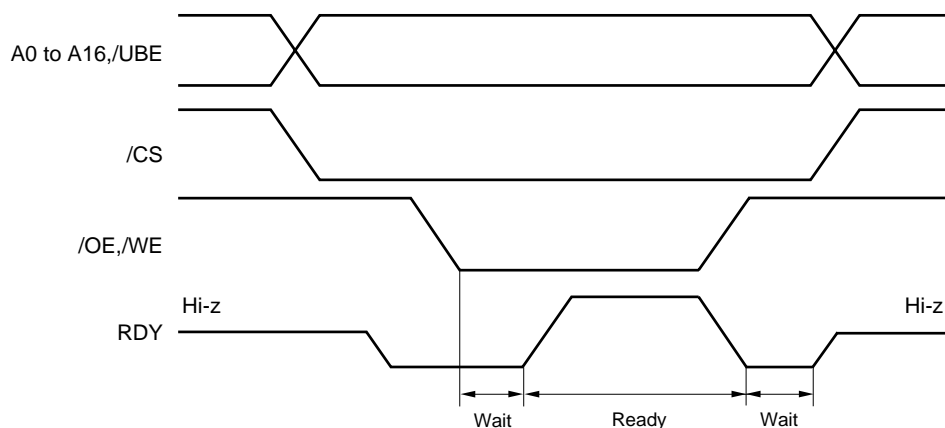 A0 to A16,/UBE
/CS
/OE,/WE
Hi-z
Hi-z
RDY
Wait
Ready
Wait